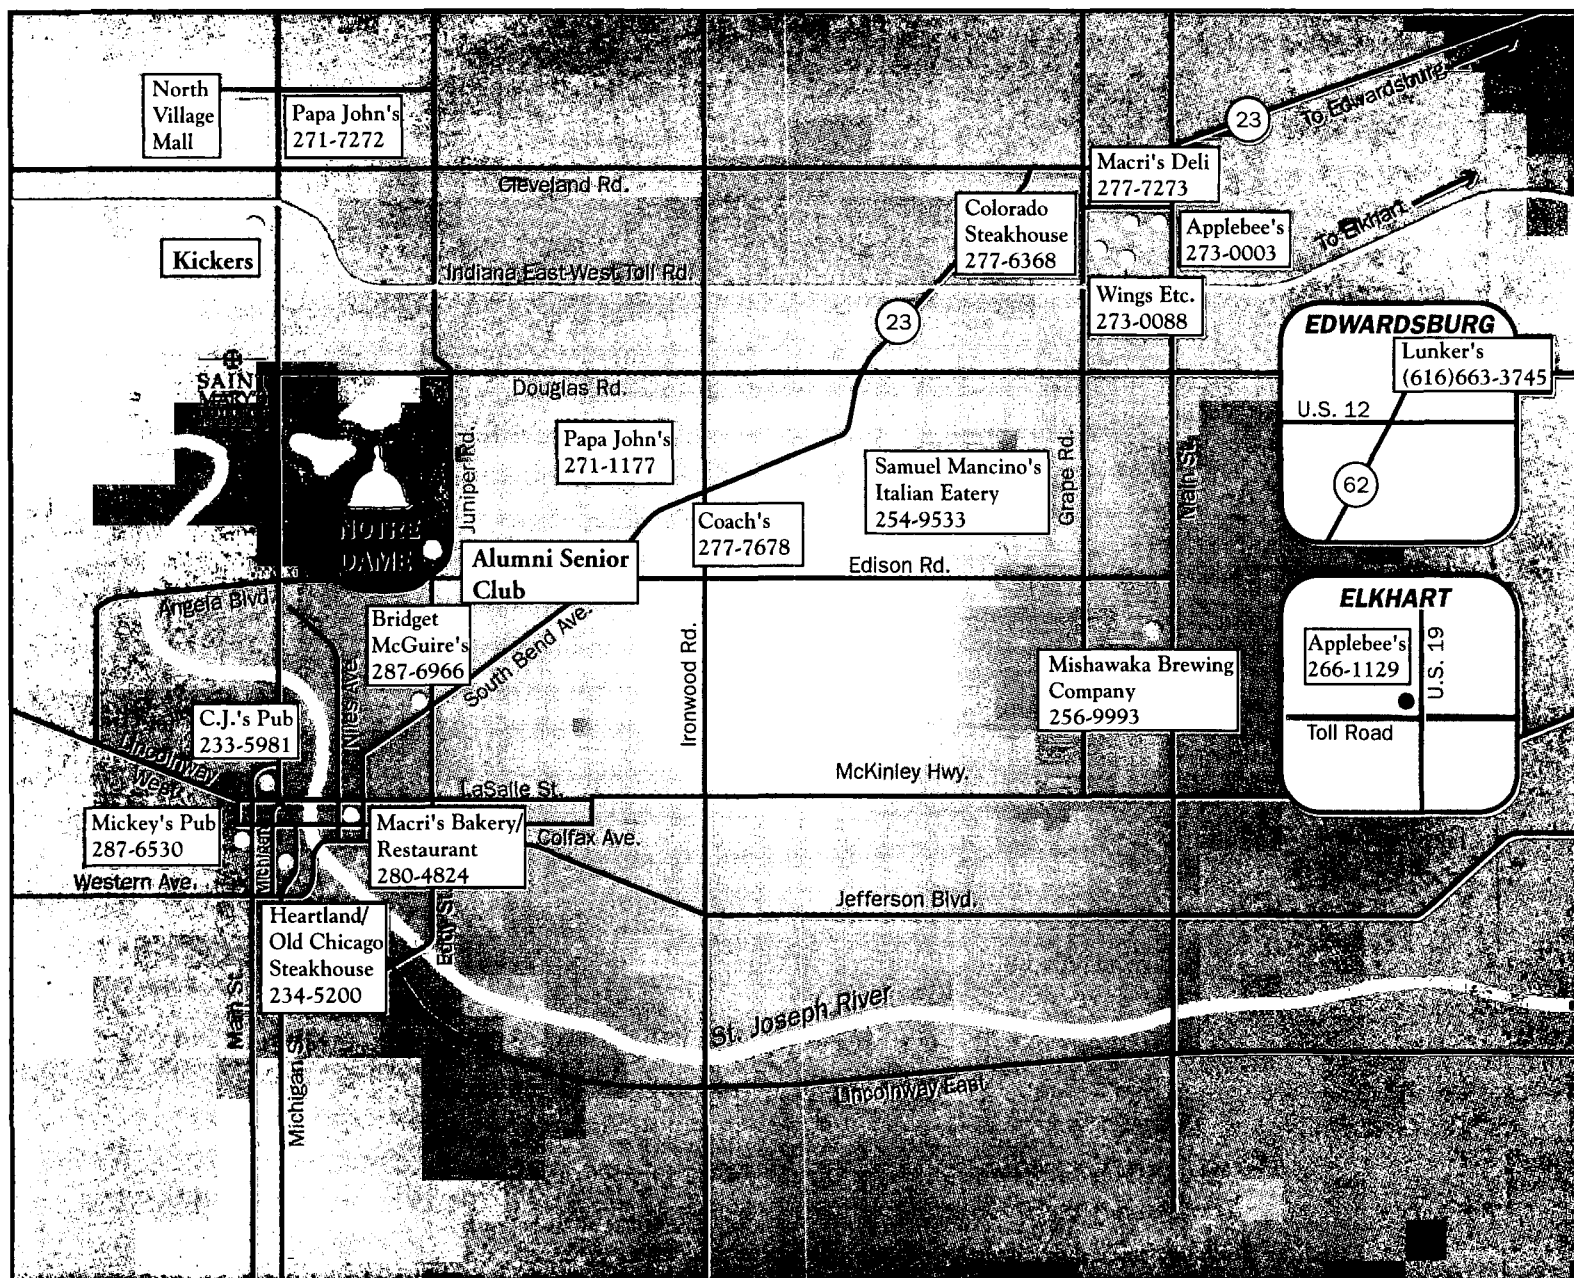 North
Village
Mall
Papa John's
271-7272
23
To Edwardsburg
Macri's Deli
277-7273
Cleveland Rd.
Colorado
Steakhouse
277-6368
Applebee's
273-0003
To Elkhart
Kickers
Indiana East-West Toll Rd.
Wings Etc.
273-0088
23
EDWARDSBURG
Lunker's
(616)663-3745
U.S. 12
62
SAINT
MARY'S
Douglas Rd.
Papa John's
271-1177
Juniper Rd.
Samuel Mancino's
Italian Eatery
254-9533
Grape Rd.
Main St.
NOTRE
DAME
Coach's
277-7678
Alumni Senior
Club
Edison Rd.
Angela Blvd.
Bridget
McGuire's
287-6966
South Bend Ave.
Ironwood Rd.
ELKHART
Applebee's
266-1129
U.S. 19
Toll Road
Mishawaka Brewing
Company
256-9993
Niles Ave.
C.J.'s Pub
233-5981
Lincolnway
West
LaSalle St.
McKinley Hwy.
Mickey's Pub
287-6530
Michigan
Macri's Bakery/
Restaurant
280-4824
Colfax Ave.
Western Ave.
Jefferson Blvd.
Heartland/
Old Chicago
Steakhouse
234-5200
Eddy St.
Main St.
Michigan St.
St. Joseph River
Lincolnway East